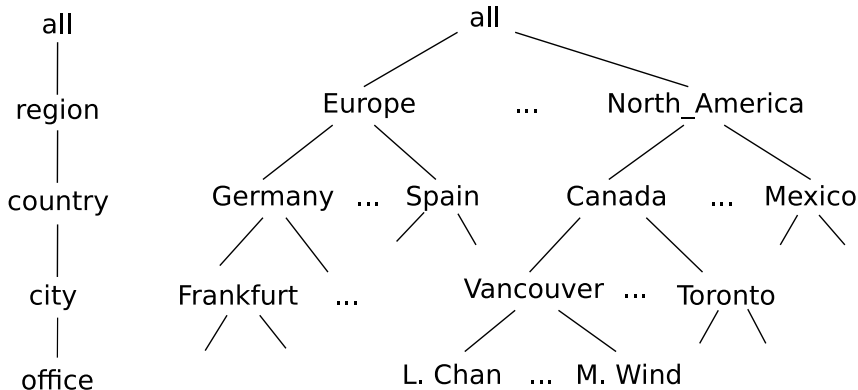 all all
region Europe ... North_America
country Germany ... Spain Canada ... Mexico
city Frankfurt ... Vancouver ... Toronto
office L. Chan ... M. Wind